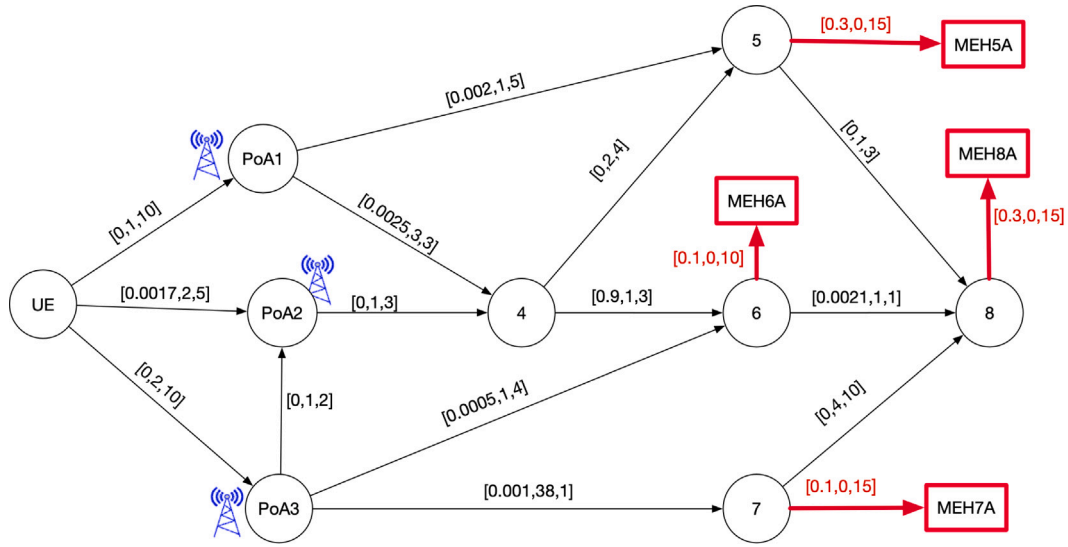 5
[0.3,0,15]
MEH5A
[0.002,1,5]
PoA1
[0,1,3]
MEH8A
[0,2,4]
[0,1,10]
[0.0025,3,3]
MEH6A
[0.3,0,15]
[0.1,0,10]
UE
[0.0017,2,5]
PoA2
[0,1,3]
4
[0.9,1,3]
6
[0.0021,1,1]
8
[0,2,10]
[0,1,2]
[0.0005,1,4]
[0,4,10]
PoA3
[0.001,38,1]
7
[0.1,0,15]
MEH7A